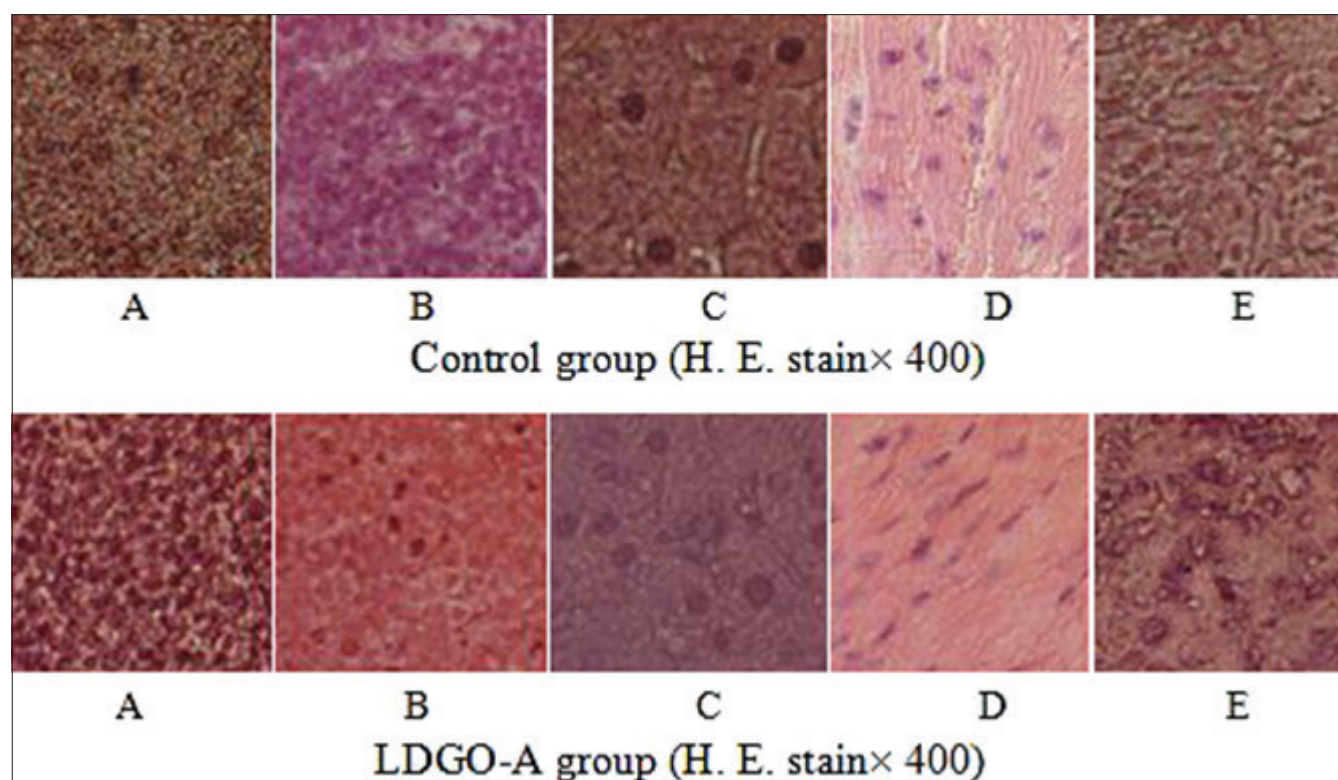 A B C D E
Control group (H. E. stain× 400)
A B C D E
LDGO-A group (H. E. stain× 400)